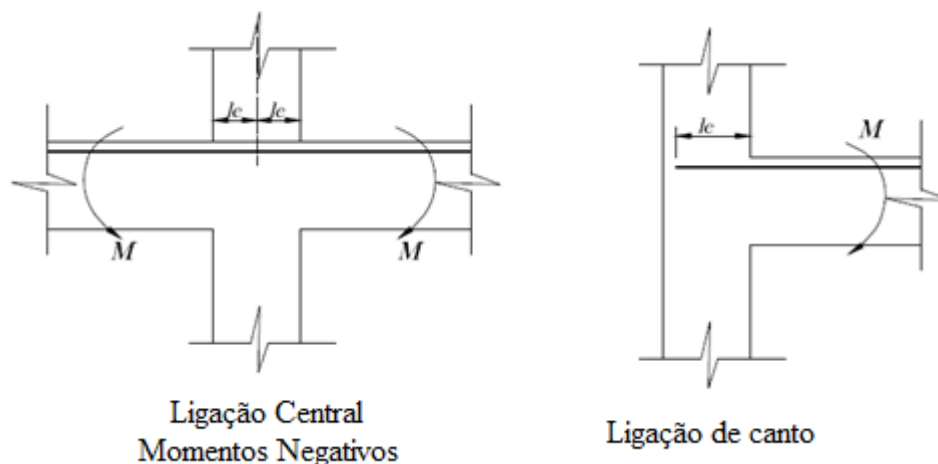 lc lc
M M
Ligação Central
Momentos Negativos
lc
M
Ligação de canto